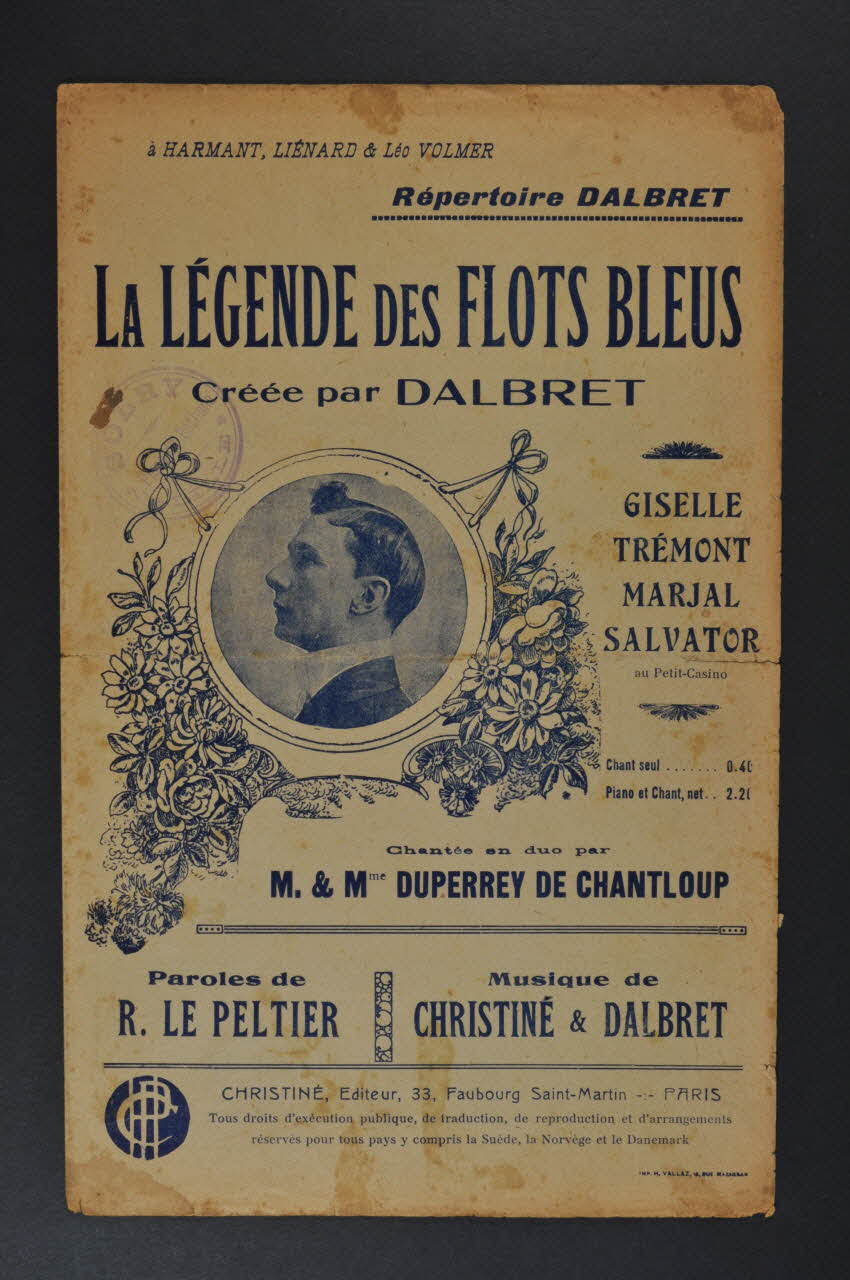 à HARMANT, LIÉNARD & Léo VOLMER
Répertoire DALBRET
LA LÉGENDE DES FLOTS BLEUS
Créée par DALBRET
GISELLE
TRÉMONT
MARJAL
SALVATOR
au Petit-Casino
Chant seul ....... 0.40
Piano et Chant, net.. 2.20
Chantée en duo par
M. & Mme DUPERREY DE CHANTLOUP
Paroles de
R. LE PELTIER
Musique de
CHRISTINÉ & DALBRET
CHRISTINÉ, Editeur, 33, Faubourg Saint-Martin -:- PARIS
Tous droits d'exécution publique, de traduction, de reproduction et d'arrangements
réservés pour tous pays y compris la Suède, la Norvège et le Danemark
IMP. H. VALLEZ, RUE MAZAGRAN